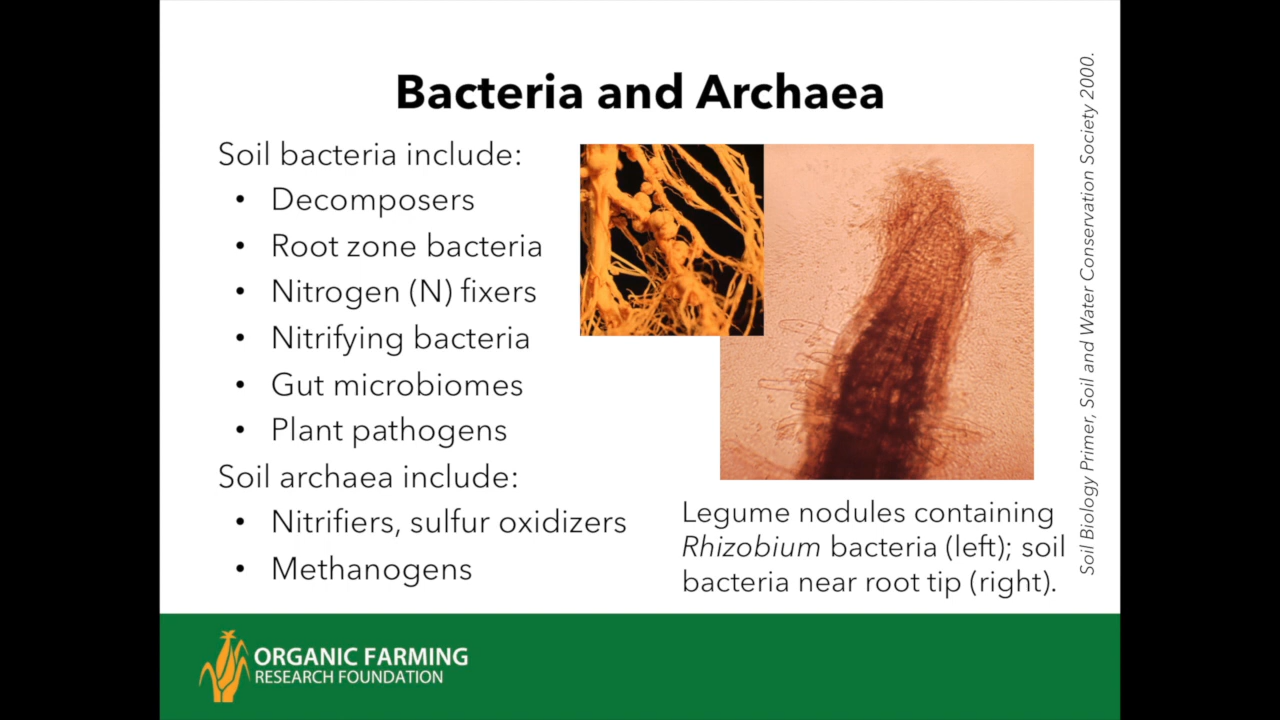 Bacteria and Archaea
Soil bacteria include:
• Decomposers
• Root zone bacteria
• Nitrogen (N) fixers
• Nitrifying bacteria
• Gut microbiomes
• Plant pathogens
Soil archaea include:
• Nitrifiers, sulfur oxidizers
• Methanogens
Legume nodules containing
Rhizobium bacteria (left); soil
bacteria near root tip (right).
Soil Biology Primer, Soil and Water Conservation Society 2000.
ORGANIC FARMING
RESEARCH FOUNDATION